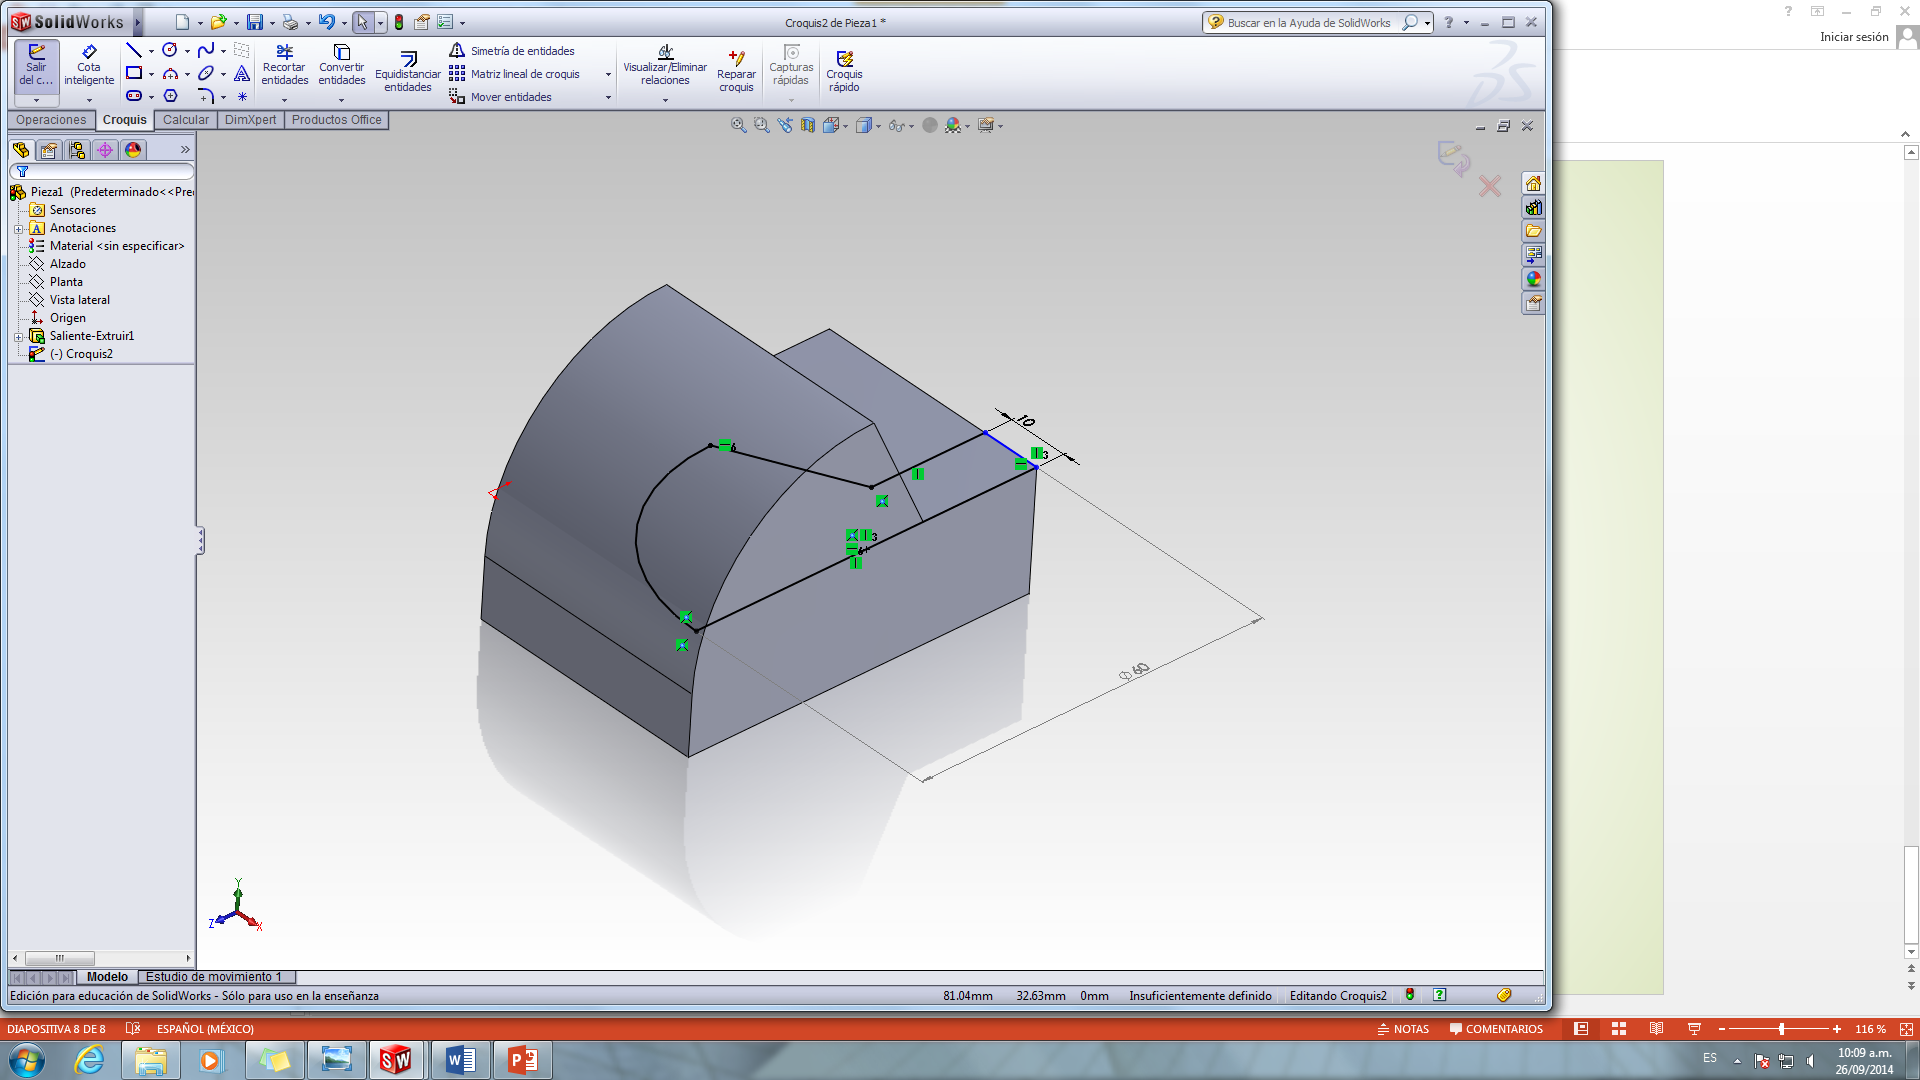 SolidWorks
Croquis2 de Pieza1 *
Buscar en la Ayuda de SolidWorks
Iniciar sesión
Salir del c...
Cota inteligente
Recortar entidades
Convertir entidades
Equidistanciar entidades
Simetría de entidades
Matriz lineal de croquis
Mover entidades
Visualizar/Eliminar relaciones
Reparar croquis
Capturas rápidas
Croquis rápido
Operaciones Croquis Calcular DimXpert Productos Office
Pieza1 (Predeterminado<<Pre
Sensores
Anotaciones
Material <sin especificar>
Alzado
Planta
Vista lateral
Origen
Saliente-Extruir1
(-) Croquis2
10
3
6
3
6
Φ 60
Y
Z
X
Modelo Estudio de movimiento 1
Edición para educación de SolidWorks - Sólo para uso en la enseñanza
81.04mm 32.63mm 0mm Insuficientemente definido Editando Croquis2
DIAPOSITIVA 8 DE 8 ESPAÑOL (MÉXICO) NOTAS COMENTARIOS 116 %
ES
10:09 a.m.
26/09/2014